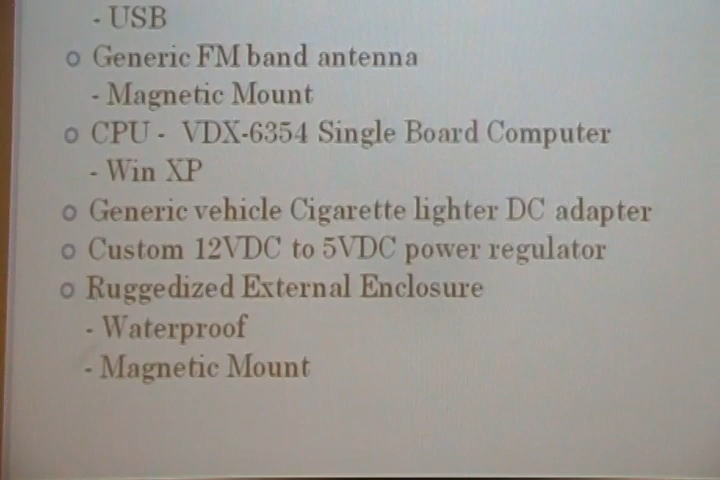 - USB
o Generic FM band antenna
- Magnetic Mount
o CPU - VDX-6354 Single Board Computer
- Win XP
o Generic vehicle Cigarette lighter DC adapter
o Custom 12VDC to 5VDC power regulator
o Ruggedized External Enclosure
- Waterproof
- Magnetic Mount